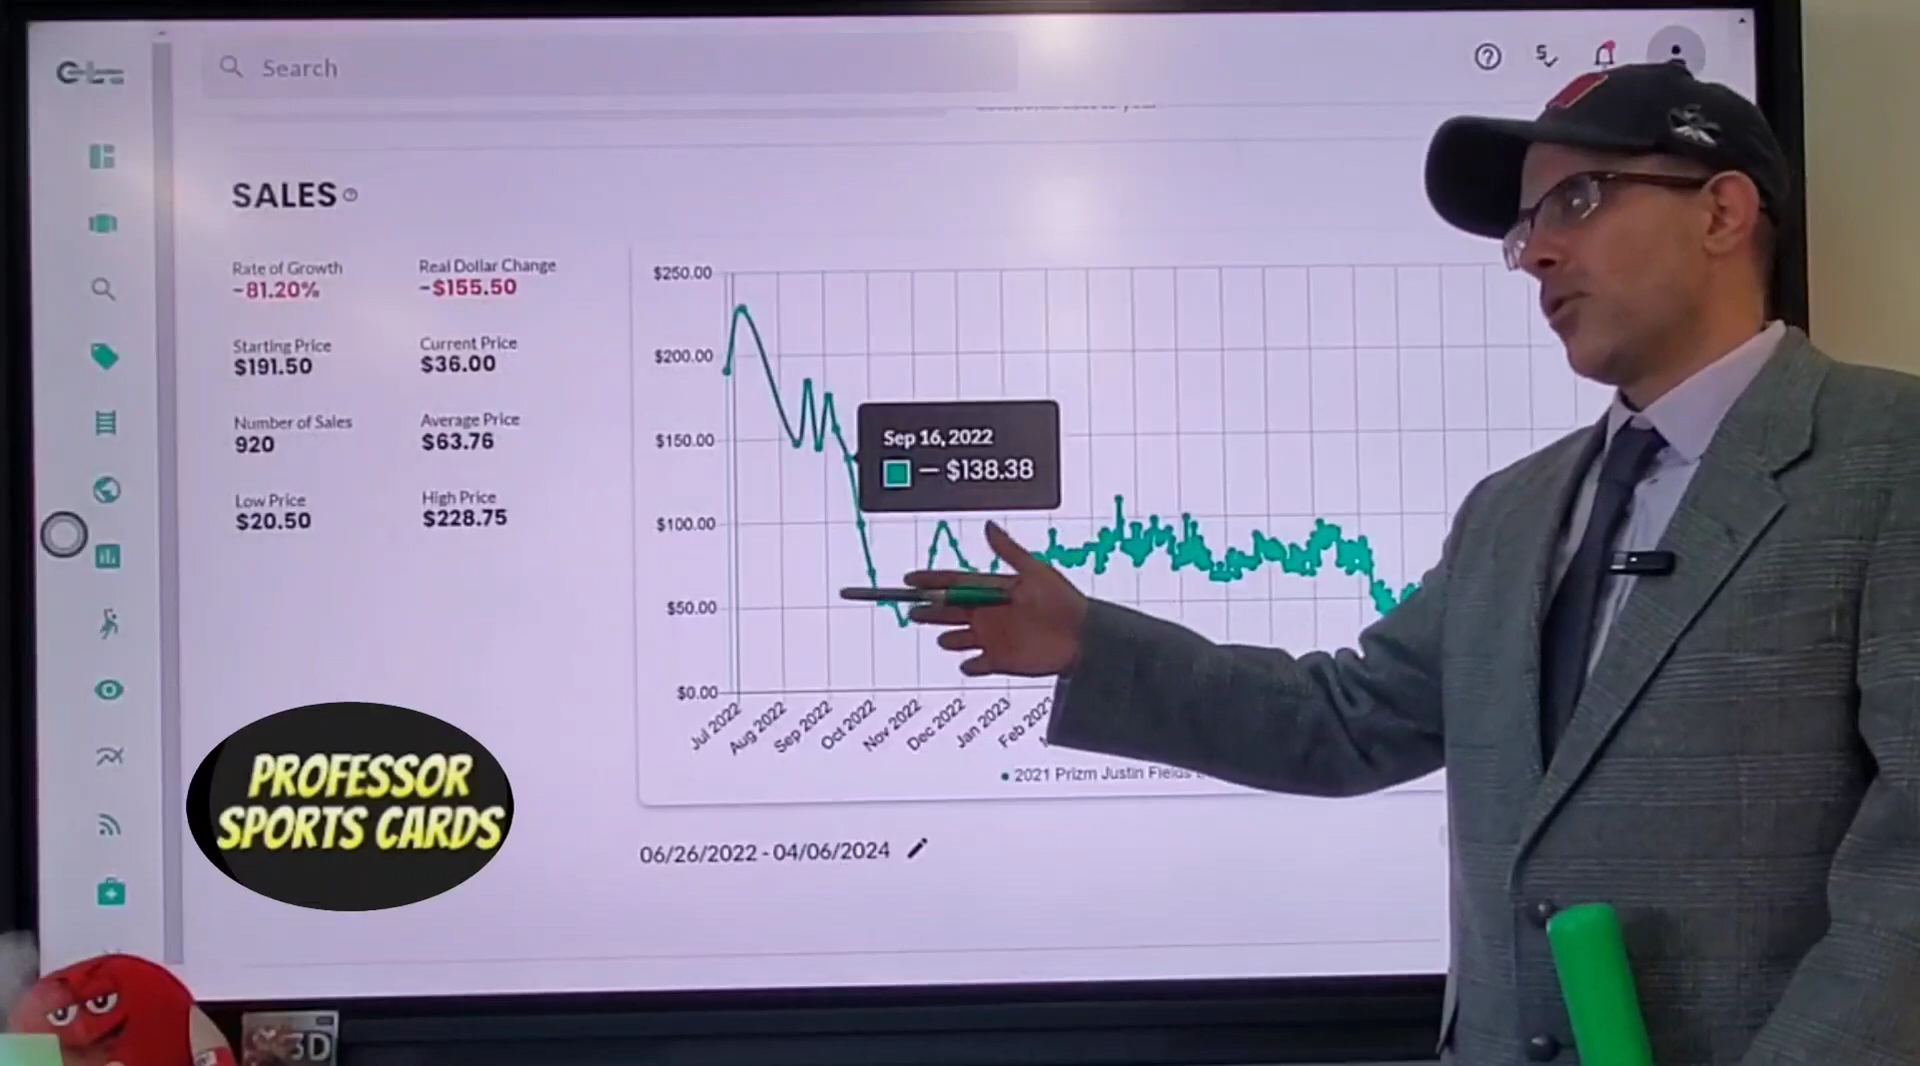 Search
SALES
Rate of Growth
-81.20%
Real Dollar Change
-$155.50
Starting Price
$191.50
Current Price
$36.00
Number of Sales
920
Average Price
$63.76
Low Price
$20.50
High Price
$228.75
$250.00
$200.00
$150.00
$100.00
$50.00
$0.00
Sep 16, 2022
— $138.38
Jul 2022
Aug 2022
Sep 2022
Oct 2022
Nov 2022
Dec 2022
Jan 2023
Feb 2023
2021 Prizm Justin Fields
06/26/2022 - 04/06/2024
PROFESSOR
SPORTS CARDS
3D